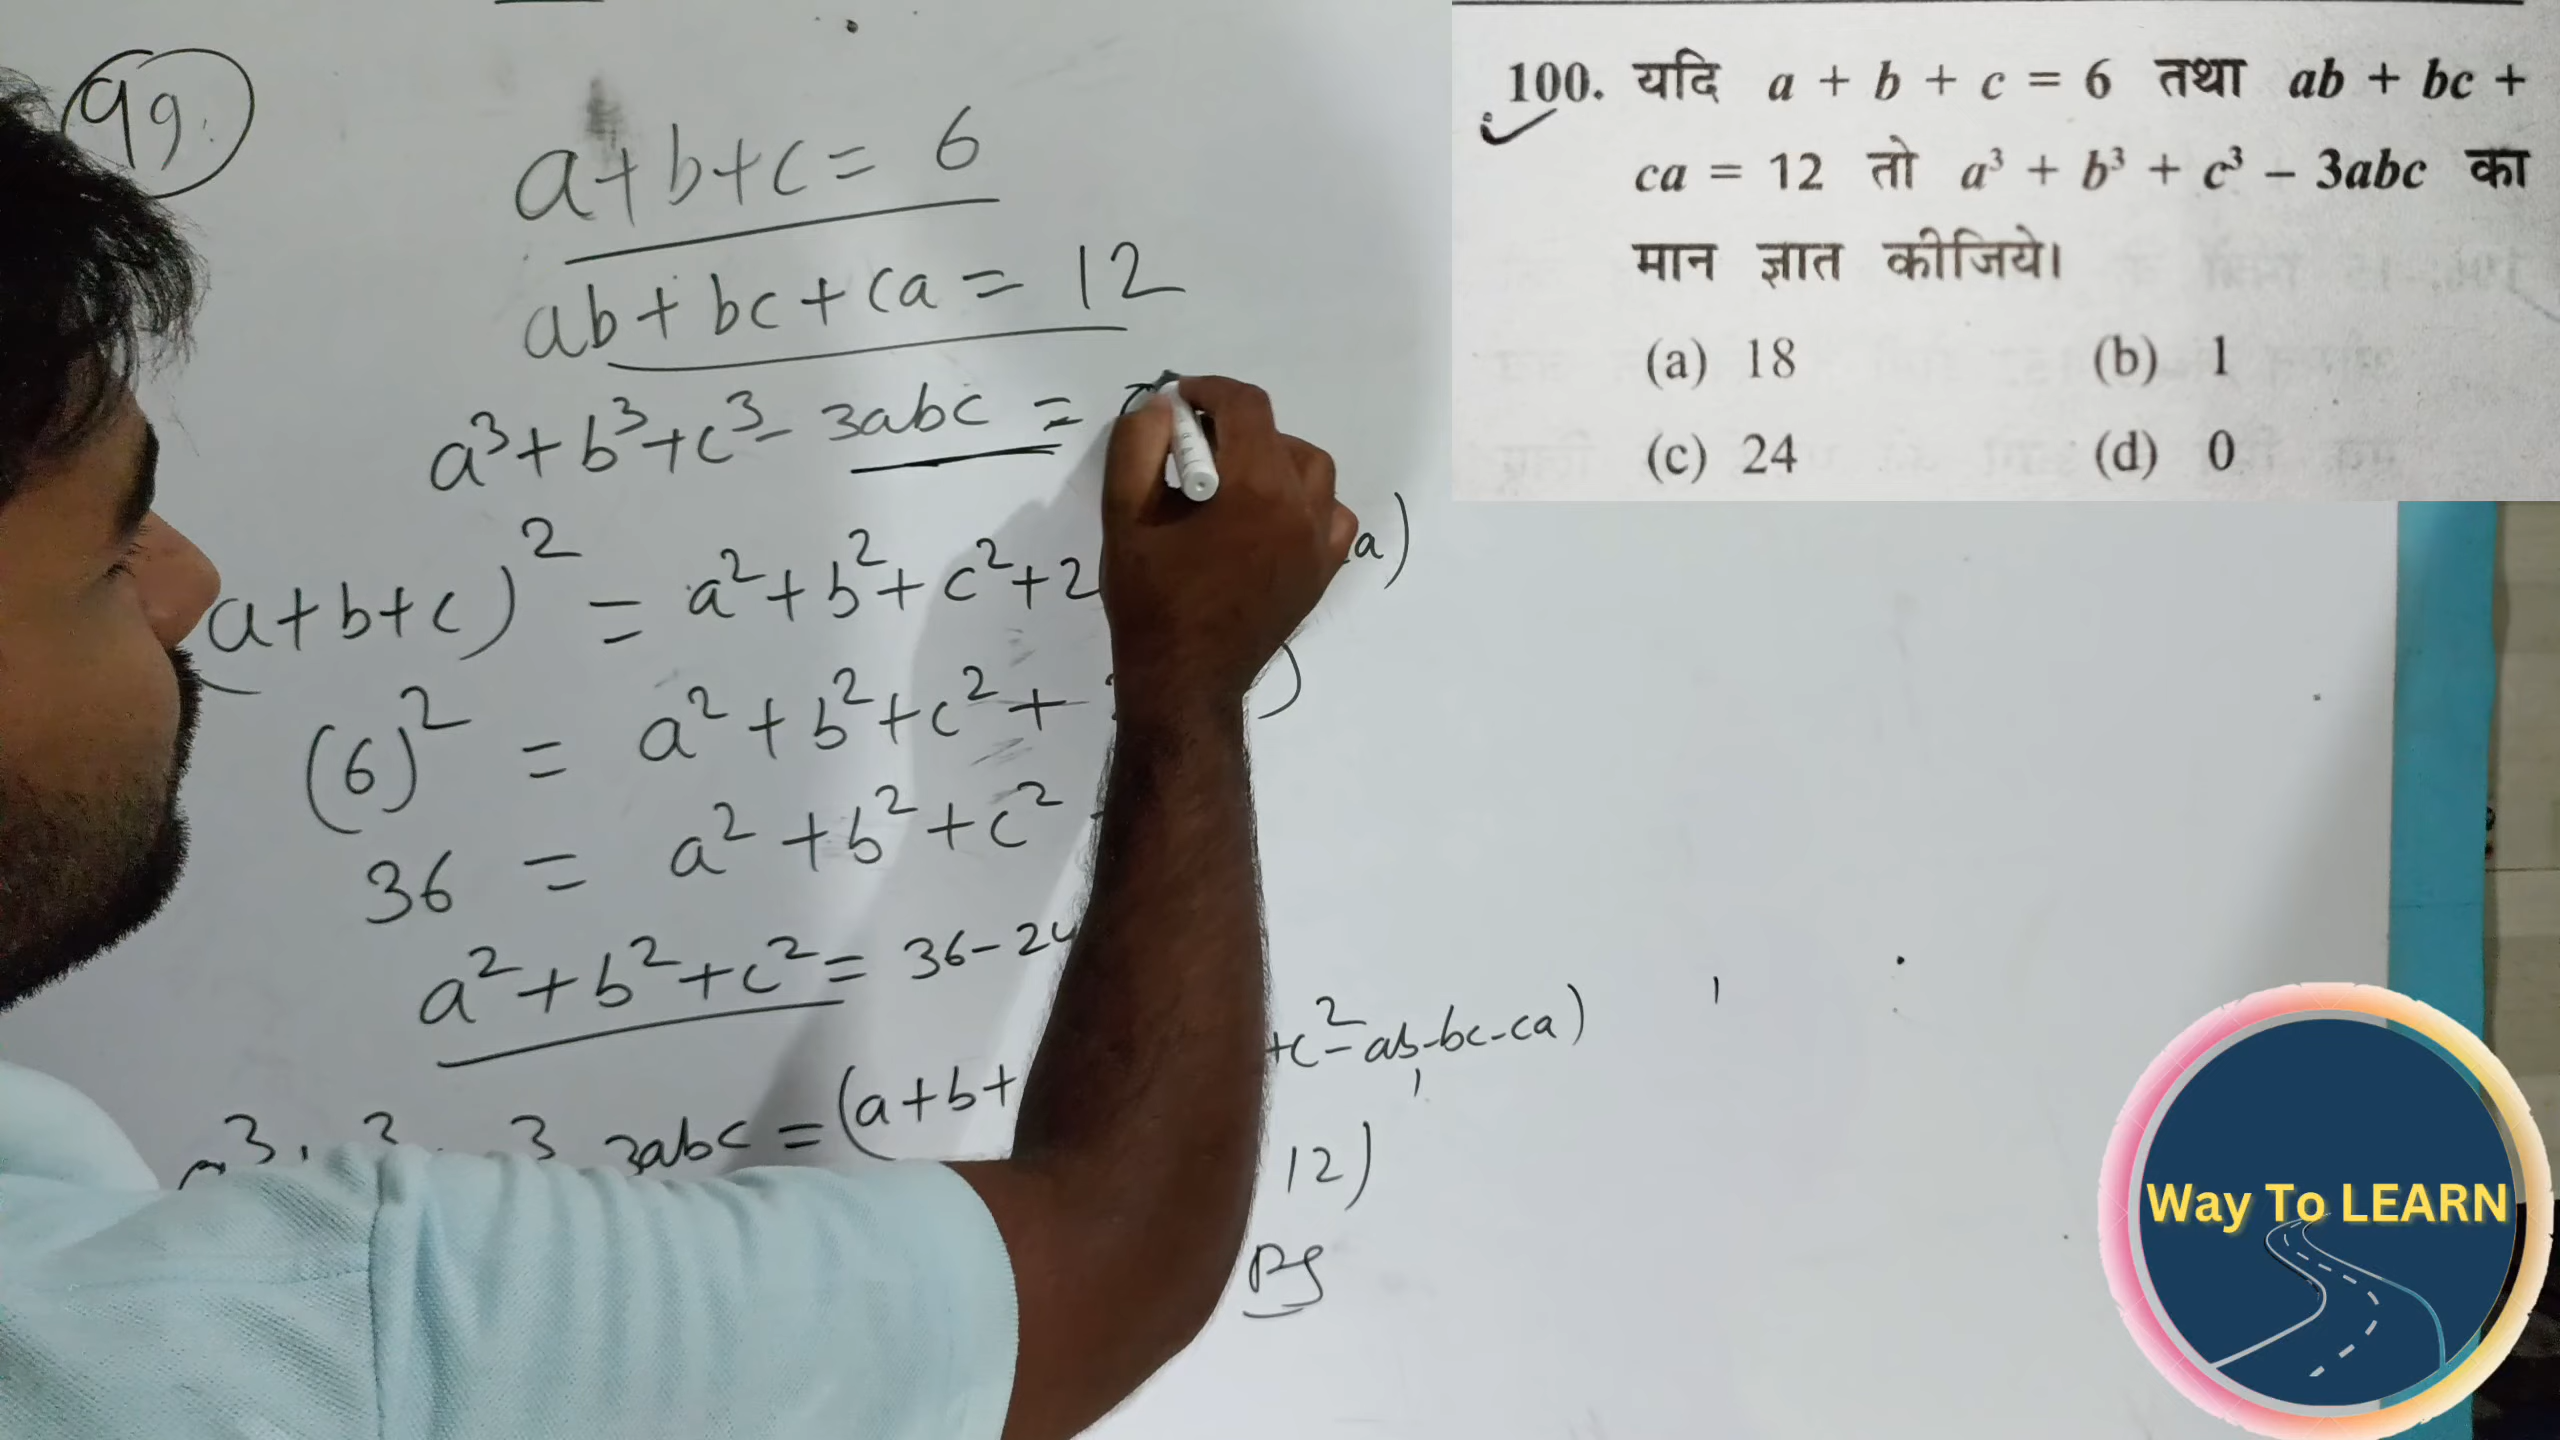 99.
a+b+c= 6
ab+bc+ca= 12
a³+b³+c³- 3abc =
(a+b+c)² = a²+b²+c²+2 a)
(6)² = a²+b²+c²+ )
36 = a²+b²+c²
a²+b²+c²= 36-24
3abc =(a+b+ +c²-ab-bc-ca)
12)
100. यदि a + b + c = 6 तथा ab + bc +
ca = 12 तो a³ + b³ + c³ – 3abc का
मान ज्ञात कीजिये।
(a) 18 (b) 1
(c) 24 (d) 0
Way To LEARN